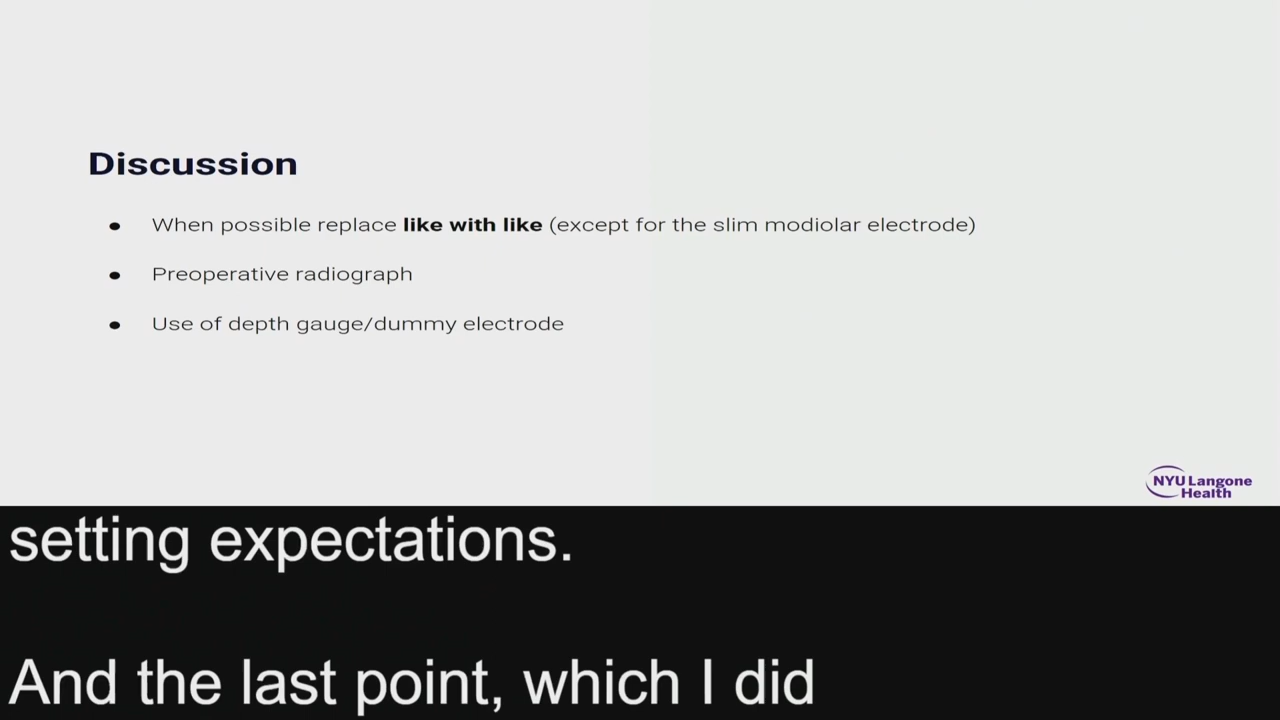 Discussion
• When possible replace like with like (except for the slim modiolar electrode)
• Preoperative radiograph
• Use of depth gauge/dummy electrode
NYU Langone
Health
setting expectations.
And the last point, which I did